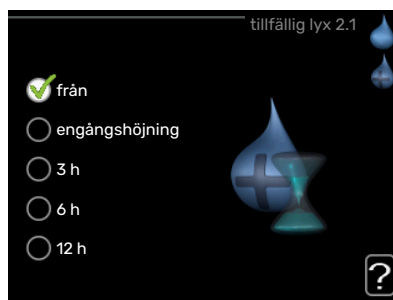 tillfällig lyx 2.1
från
engångshöjning
3 h
6 h
12 h
?